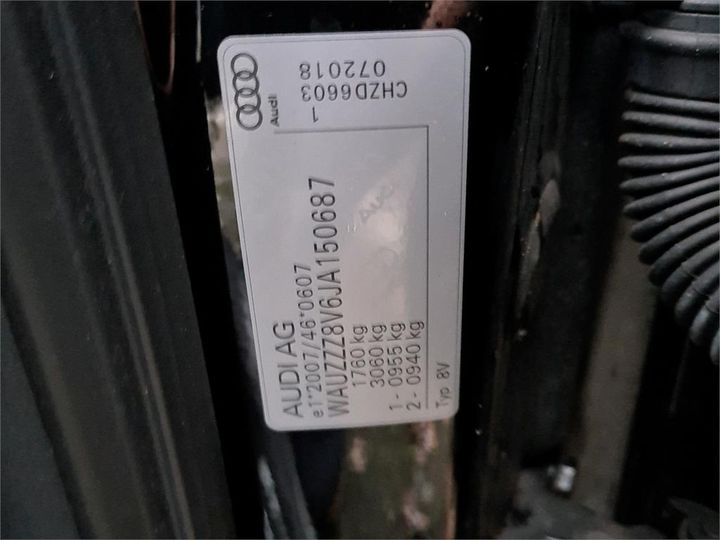 AUDI AG
e1*2007/46*0607
WAUZZZ8V6JA150687
1760 kg
3060 kg
1 - 0955 kg
2 - 0940 kg
Typ 8V
Audi
Audi
1
CHZD6603
072018